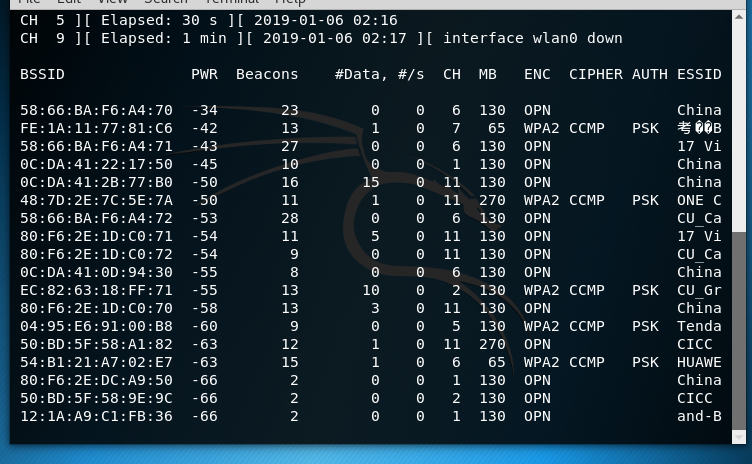 File Edit View Search Terminal Help
CH  5 ][ Elapsed: 30 s ][ 2019-01-06 02:16
CH  9 ][ Elapsed: 1 min ][ 2019-01-06 02:17 ][ interface wlan0 down
BSSID              PWR  Beacons    #Data, #/s  CH  MB   ENC  CIPHER AUTH ESSID
58:66:BA:F6:A4:70  -34       23        0    0   6  130  OPN              China
FE:1A:11:77:81:C6  -42       13        1    0   7   65  WPA2 CCMP   PSK  考��B
58:66:BA:F6:A4:71  -43       27        0    0   6  130  OPN              17 Vi
0C:DA:41:22:17:50  -45       10        0    0   1  130  OPN              China
0C:DA:41:2B:77:B0  -50       16       15    0  11  130  OPN              China
48:7D:2E:7C:5E:7A  -50       11        1    0  11  270  WPA2 CCMP   PSK  ONE C
58:66:BA:F6:A4:72  -53       28        0    0   6  130  OPN              CU_Ca
80:F6:2E:1D:C0:71  -54       11        5    0  11  130  OPN              17 Vi
80:F6:2E:1D:C0:72  -54        9        0    0  11  130  OPN              CU_Ca
0C:DA:41:0D:94:30  -55        8        0    0   6  130  OPN              China
EC:82:63:18:FF:71  -55       13       10    0   2  130  WPA2 CCMP   PSK  CU_Gr
80:F6:2E:1D:C0:70  -58       13        3    0  11  130  OPN              China
04:95:E6:91:00:B8  -60        9        0    0   5  130  WPA2 CCMP   PSK  Tenda
50:BD:5F:58:A1:82  -63       12        1    0  11  270  OPN              CICC
54:B1:21:A7:02:E7  -63       15        1    0   6   65  WPA2 CCMP   PSK  HUAWE
80:F6:2E:DC:A9:50  -66        2        0    0   1  130  OPN              China
50:BD:5F:58:9E:9C  -66        2        0    0   2  130  OPN              CICC
12:1A:A9:C1:FB:36  -66        2        0    0   1  130  OPN              and-B